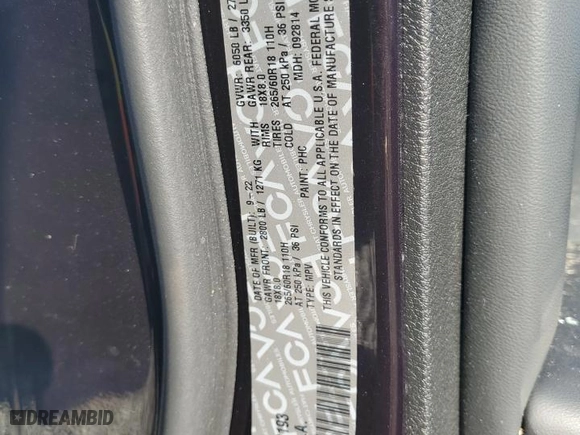 DATE OF MFR (BUILT): 9-22 GVWR: 6050 LB / 27
GAWR FRONT: 2800 LB / 1271 KG WITH GAWR REAR: 3350 L
18X8.0 RIMS 18X8.0
265/60R18 110H TIRES 265/60R18 110H
AT 250 kPa / 36 PSI COLD AT 250 kPa / 36 PSI
TYPE: MPV PAINT: PHC MDH: 092814
THIS VEHICLE CONFORMS TO ALL APPLICABLE U.S.A. FEDERAL MO
STANDARDS IN EFFECT ON THE DATE OF MANUFACTURE S
193
A
DREAMBID